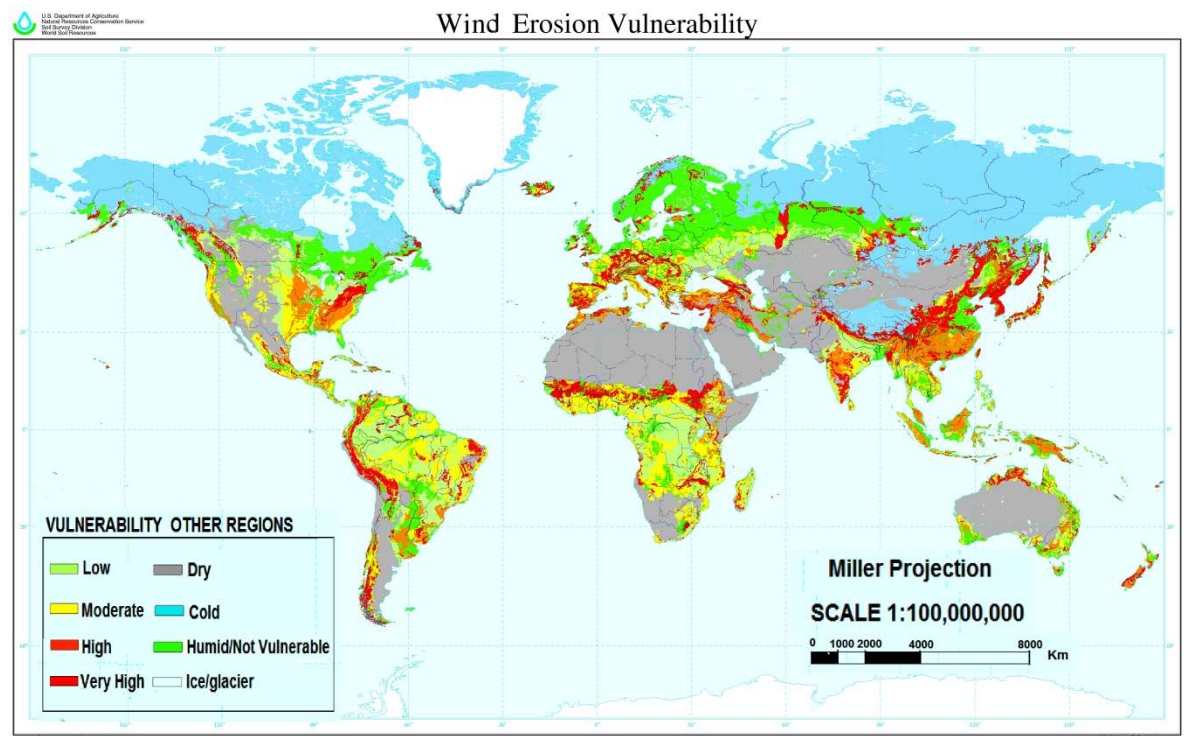 U.S. Department of Agriculture
Natural Resources Conservation Service
Soil Survey Division
World Soil Resources
Wind Erosion Vulnerability
VULNERABILITY OTHER REGIONS
Low Dry
Moderate Cold
High Humid/Not Vulnerable
Very High Ice/glacier
Miller Projection
SCALE 1:100,000,000
0 1000 2000 4000 8000
Km